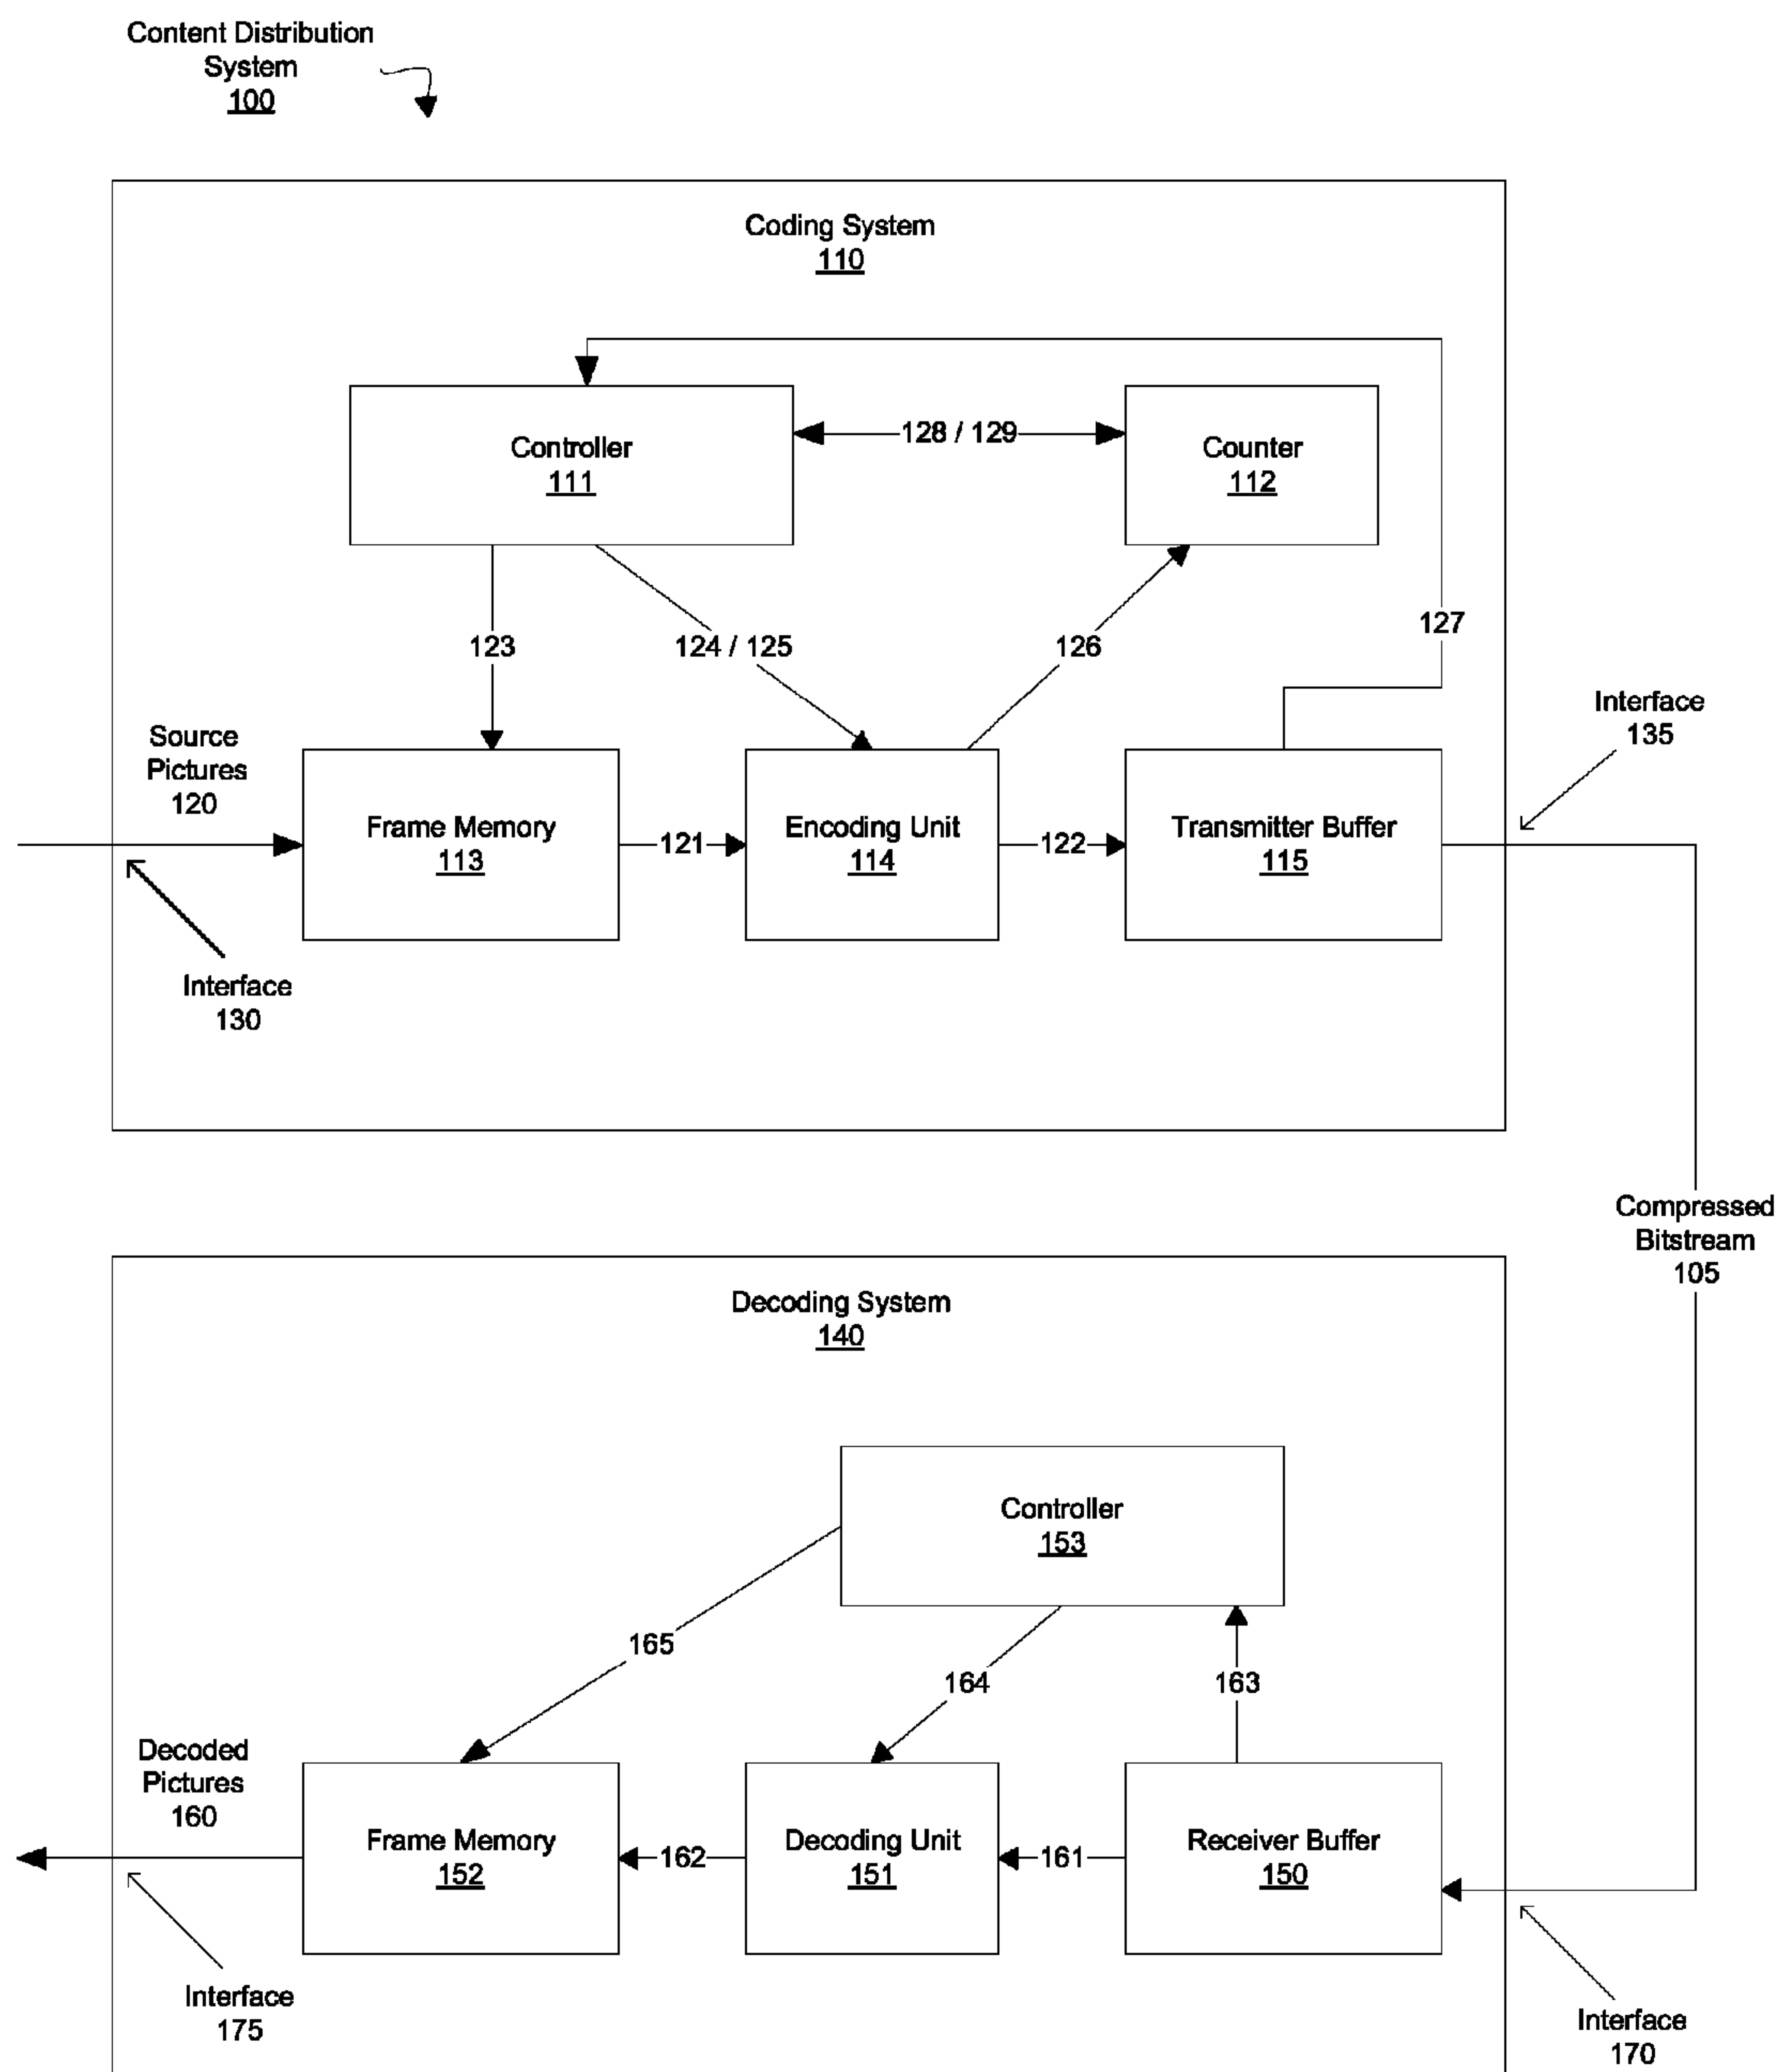 Content Distribution
System
100
Coding System
110
Controller
111
128 / 129
Counter
112
123
124 / 125
126
127
Source
Pictures
120
Interface
135
Frame Memory
113
121
Encoding Unit
114
122
Transmitter Buffer
115
Interface
130
Compressed
Bitstream
105
Decoding System
140
Controller
153
165
164
163
Decoded
Pictures
160
Frame Memory
152
162
Decoding Unit
151
161
Receiver Buffer
150
Interface
175
Interface
170